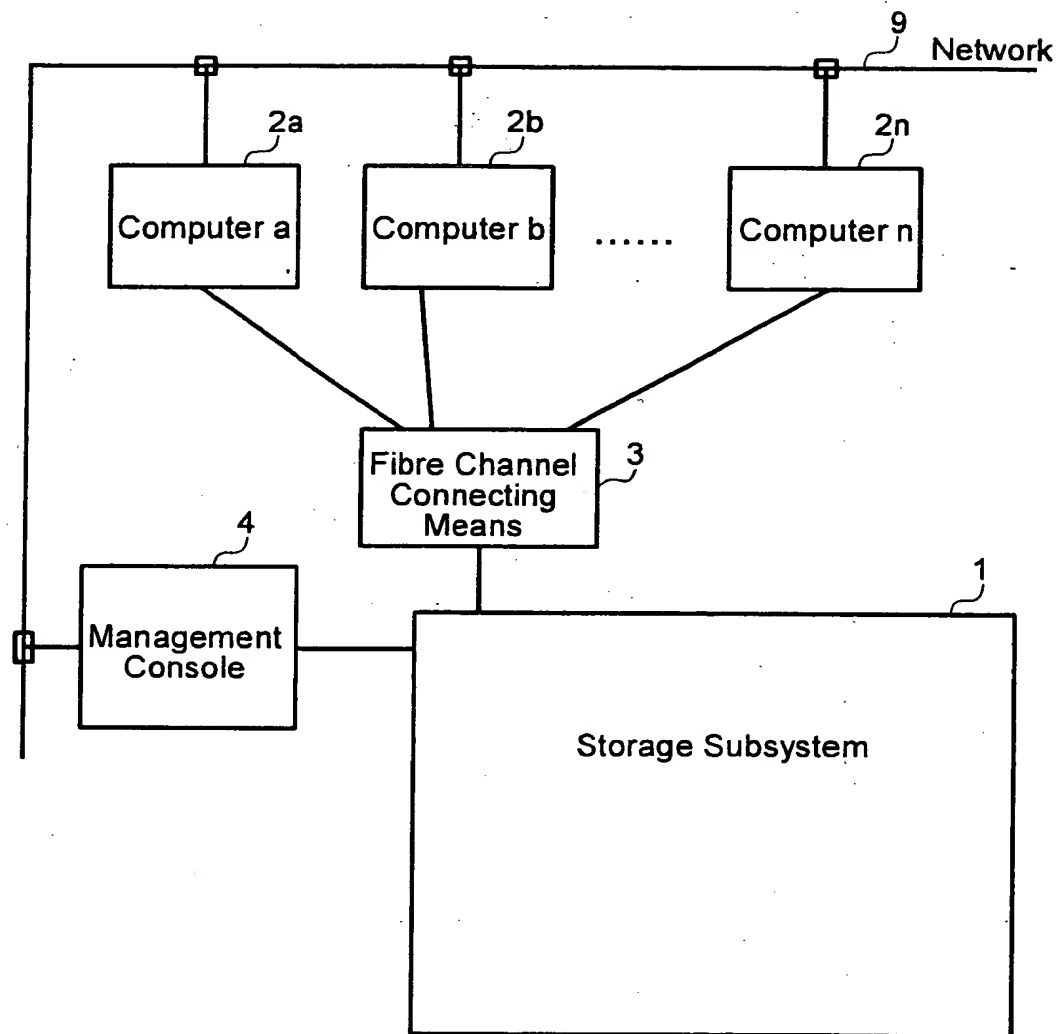 9
Network
2a
2b
2n
Computer a
Computer b
......
Computer n
3
Fibre Channel
Connecting
Means
4
1
Management
Console
Storage Subsystem